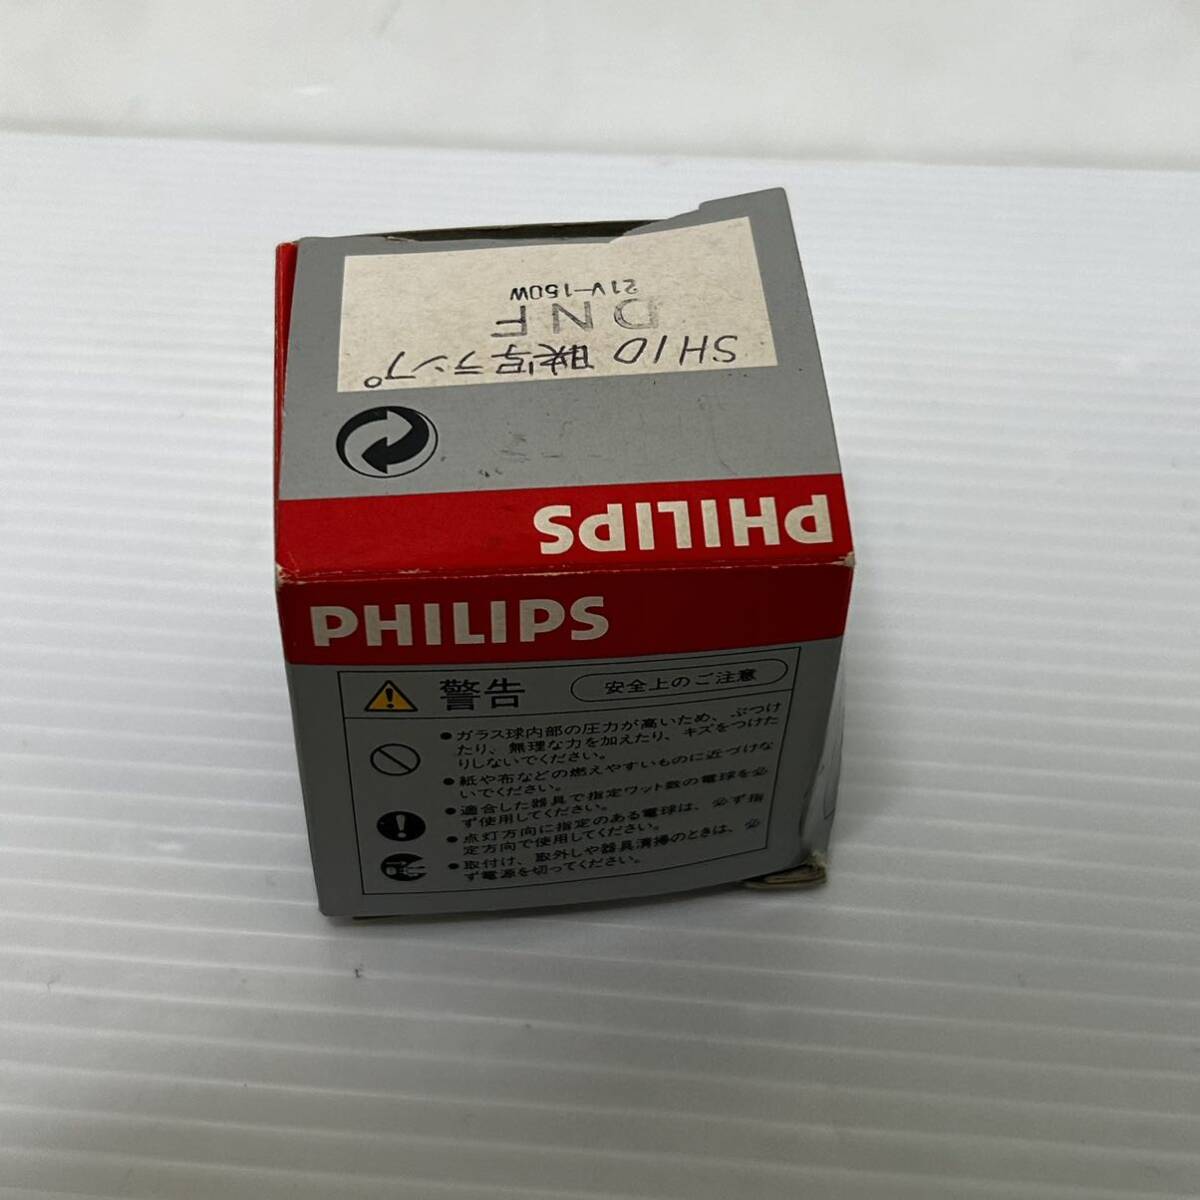 SH10 映写ランプ
DNF
21V-150W
PHILIPS
PHILIPS
警告
安全上のご注意
●ガラス球内部の圧力が高いため、ぶつけ
たり、無理な力を加えたり、キズをつけた
りしないでください。
●紙や布などの燃えやすいものに近づけな
いでください。
●適合した器具で指定ワット数の電球を必
ず使用してください。
●点灯方向に指定のある電球は、必ず指
定方向で使用してください。
●取付け、取外しや器具清掃のときは、必
ず電源を切ってください。